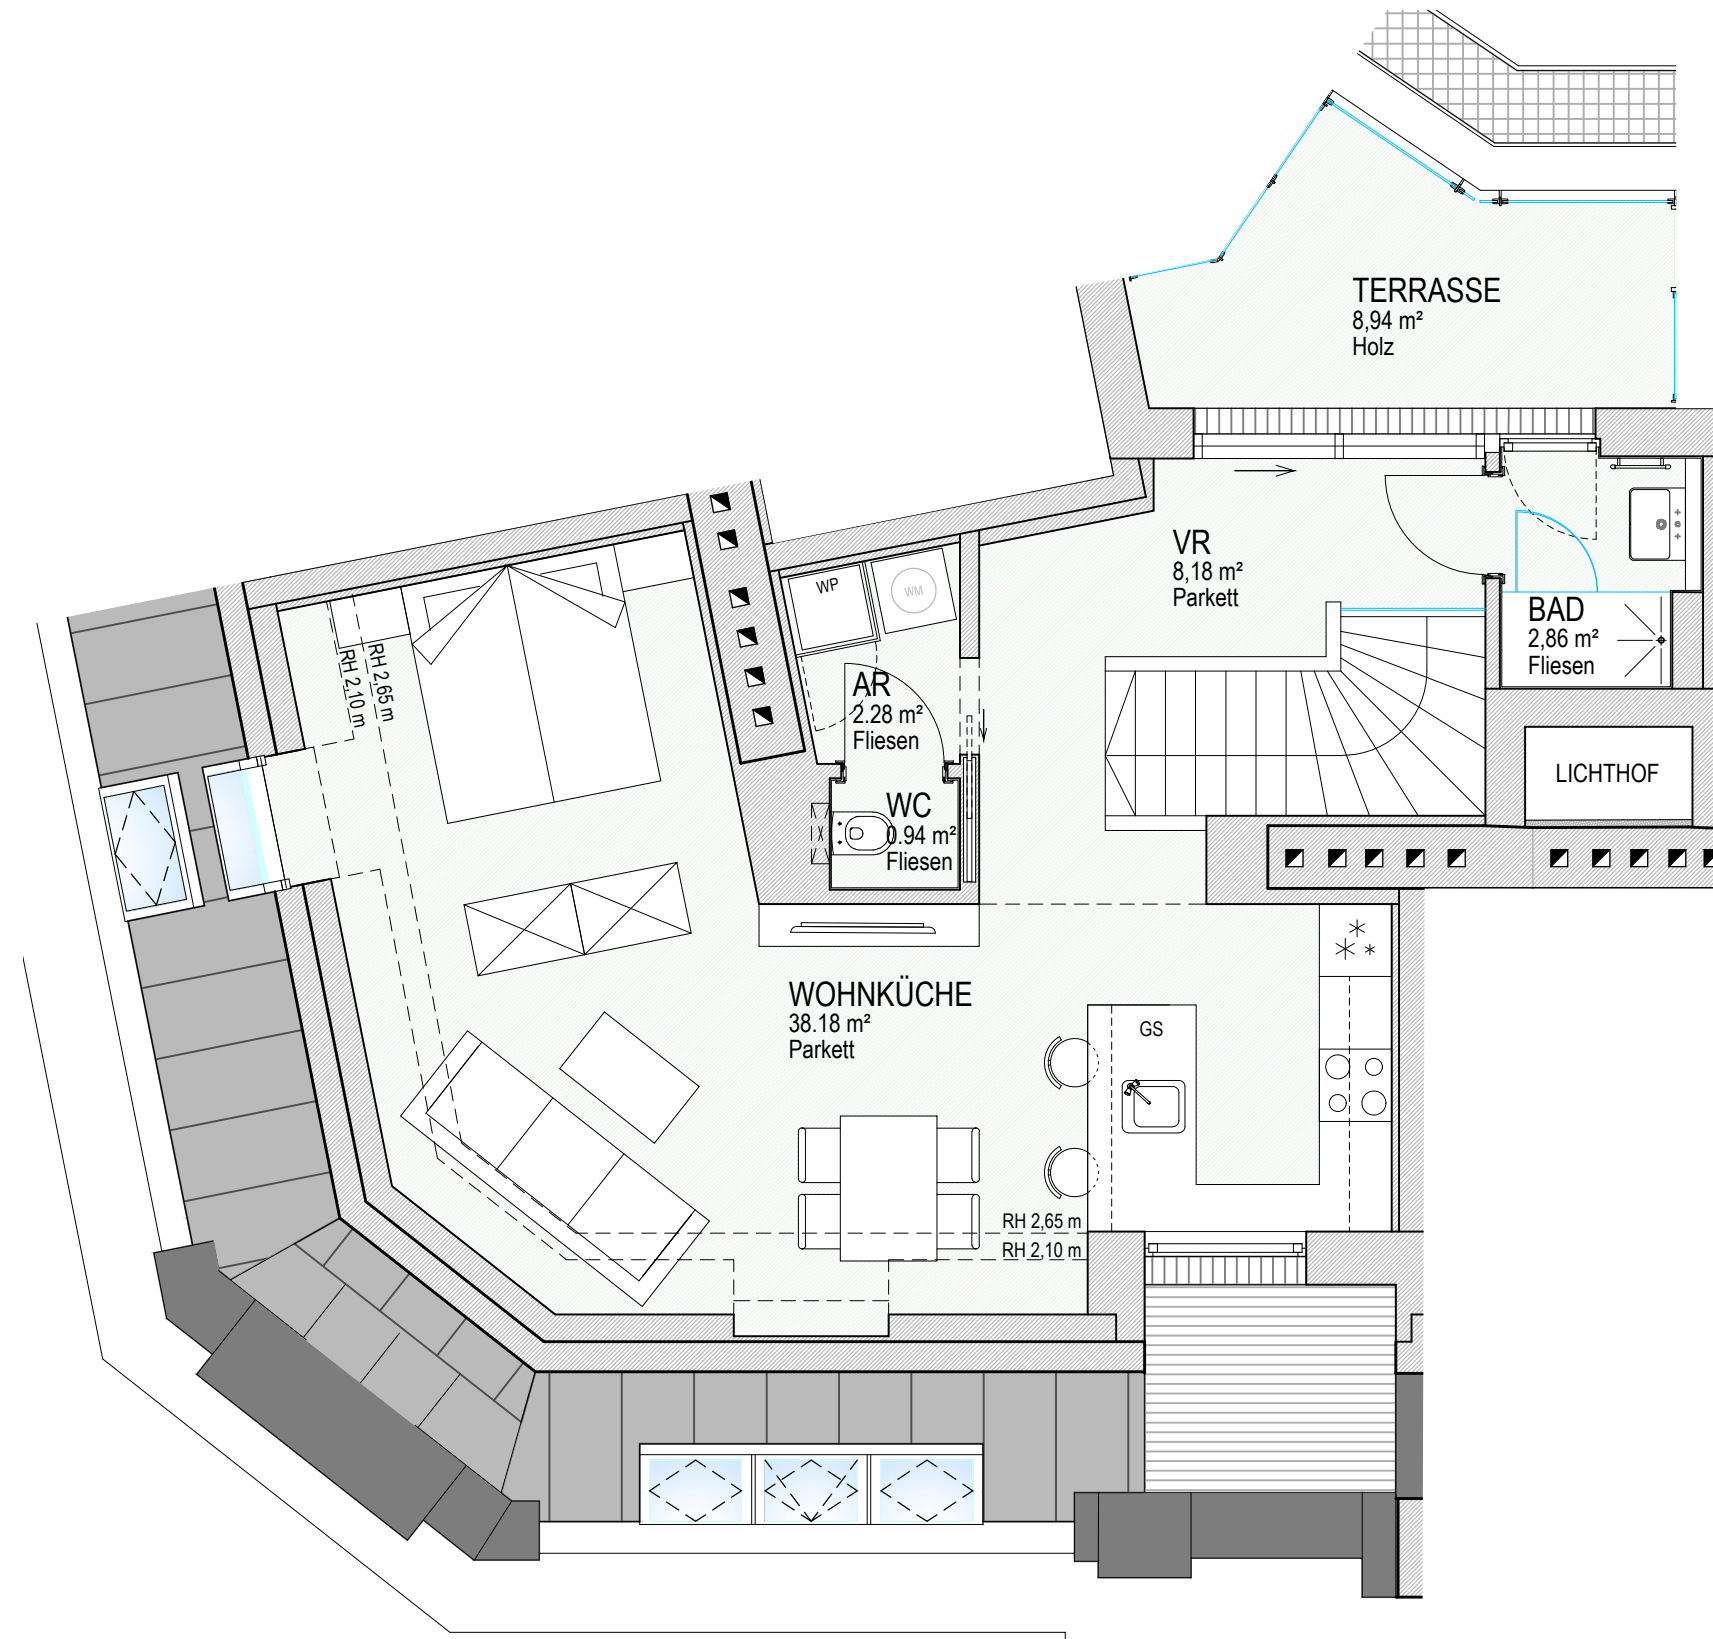 TERRASSE
8,94 m²
Holz
VR
8,18 m²
Parkett
WP
WM
BAD
2,86 m²
Fliesen
RH 2,65 m
RH 2,10 m
AR
2.28 m²
Fliesen
LICHTHOF
WC
0.94 m²
Fliesen
WOHNKÜCHE
38.18 m²
Parkett
GS
RH 2,65 m
RH 2,10 m